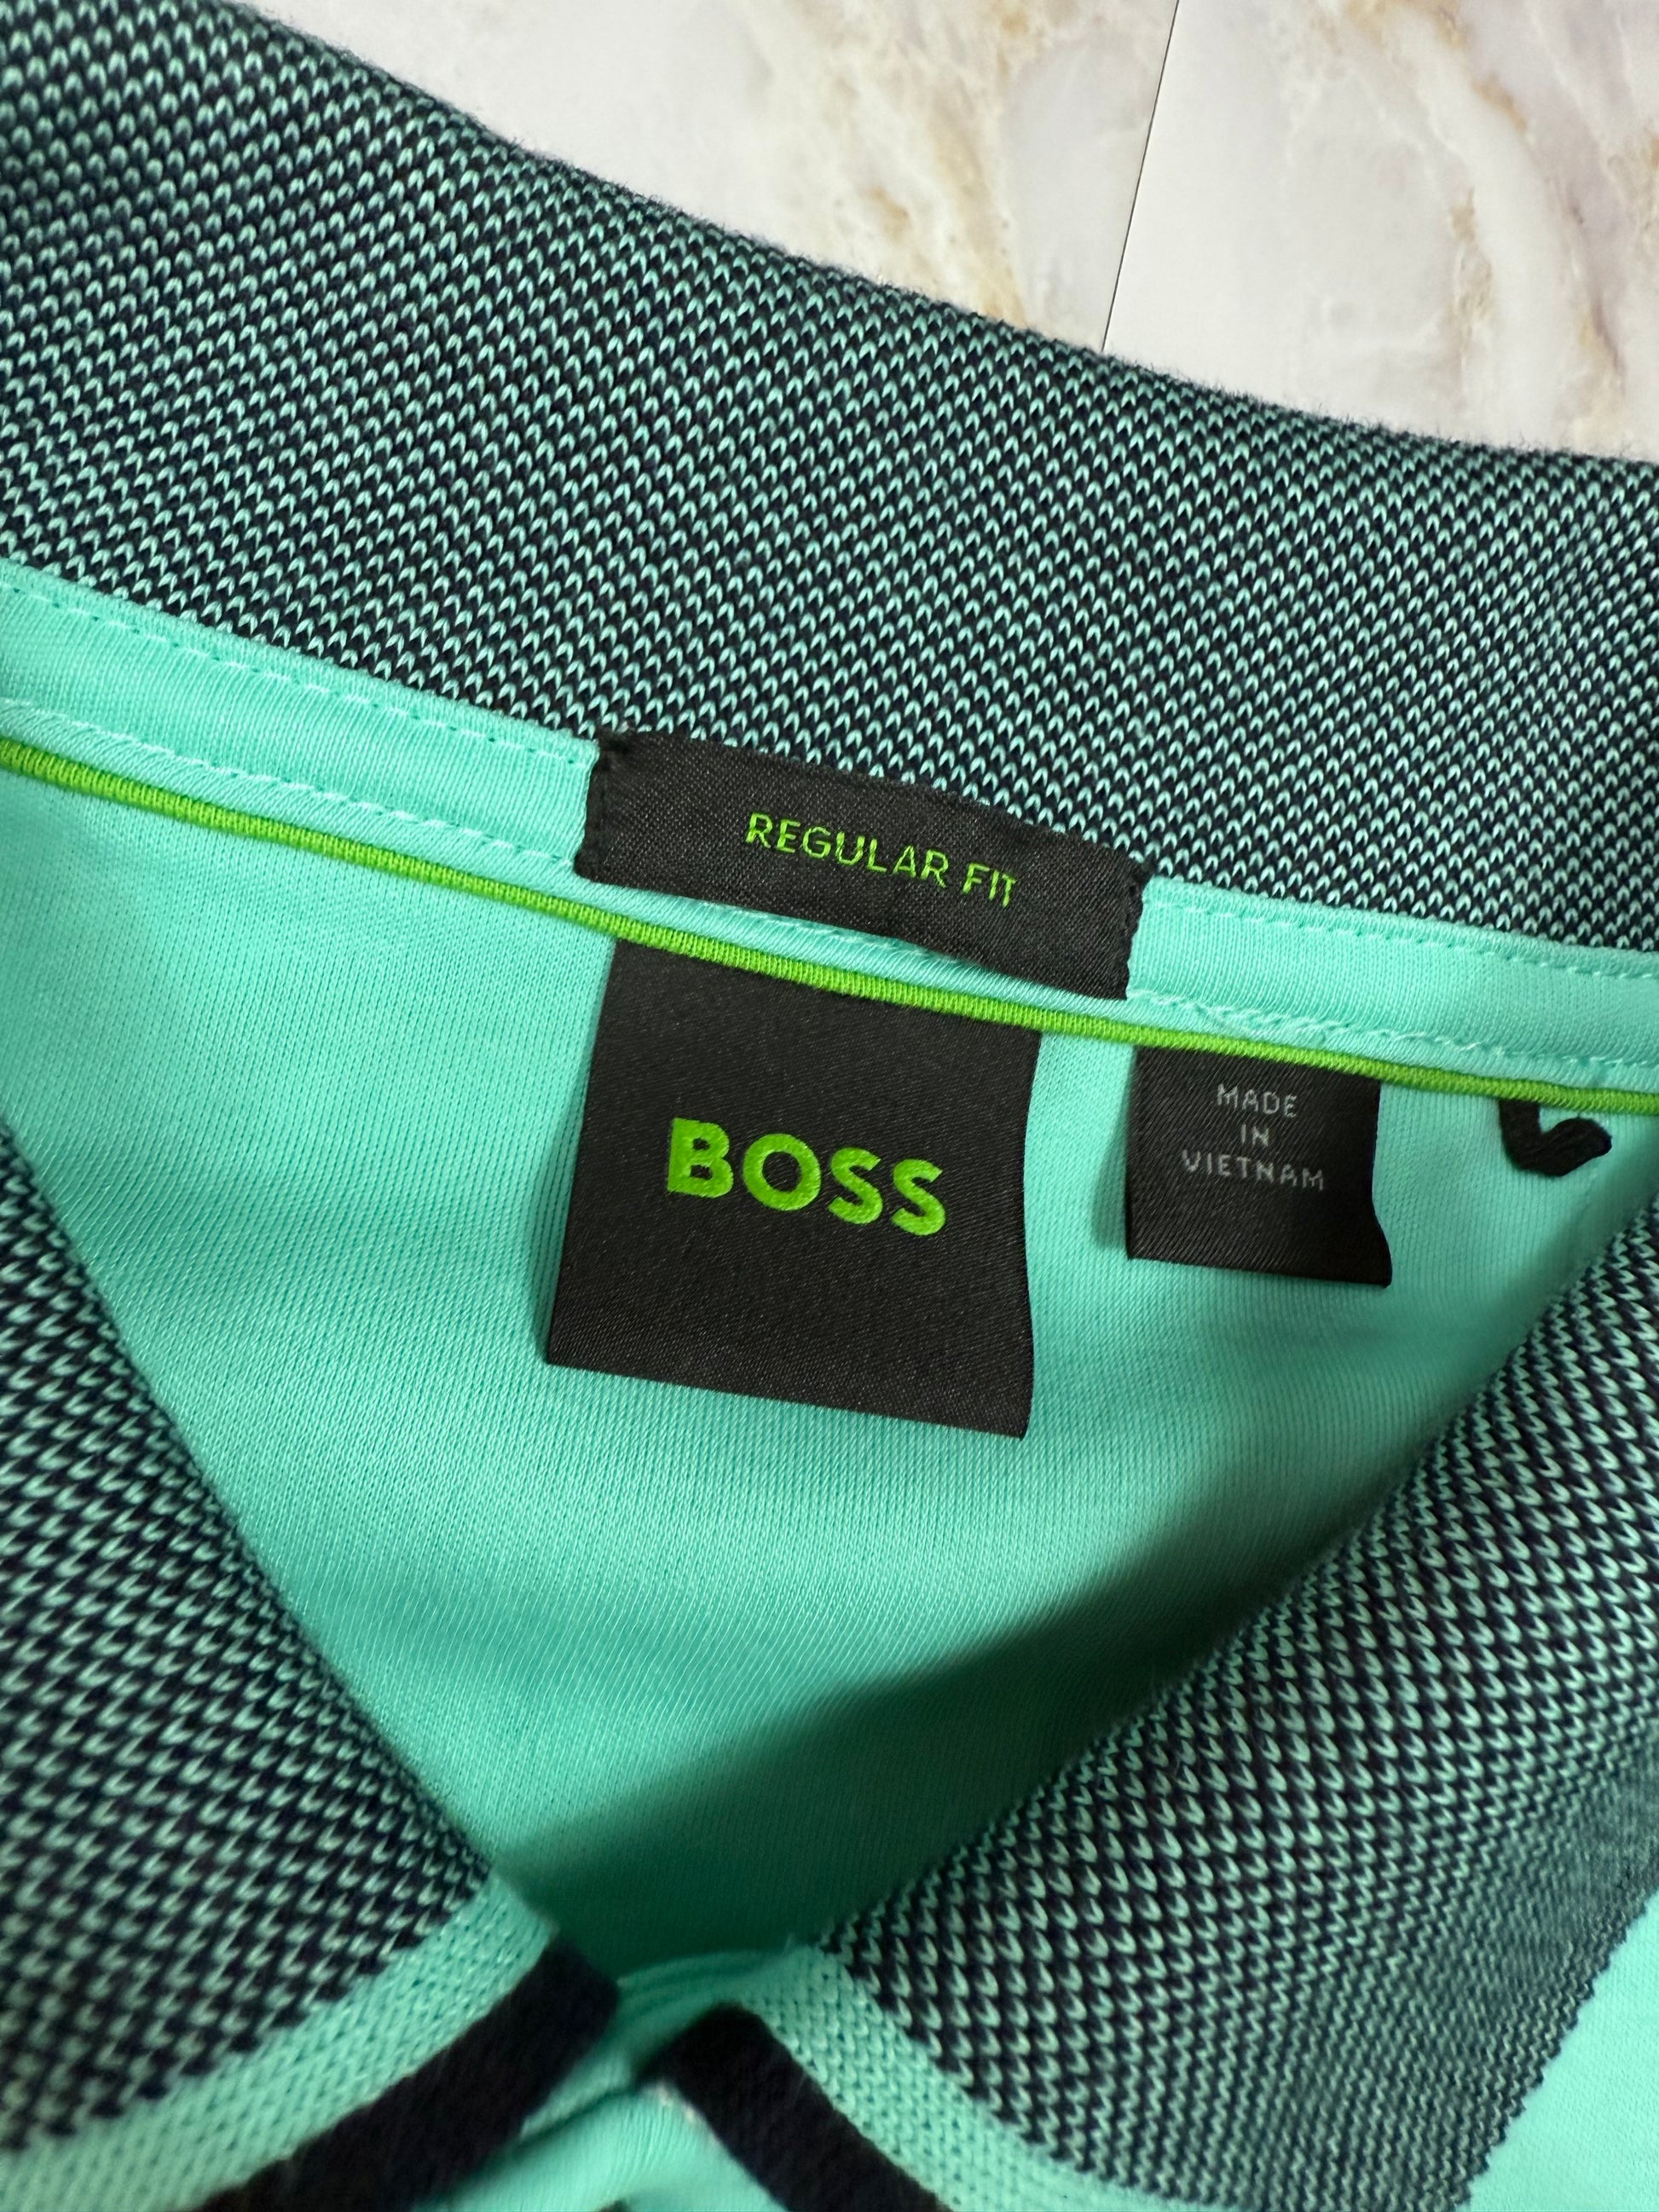 REGULAR FIT
BOSS
MADE
IN
VIETNAM